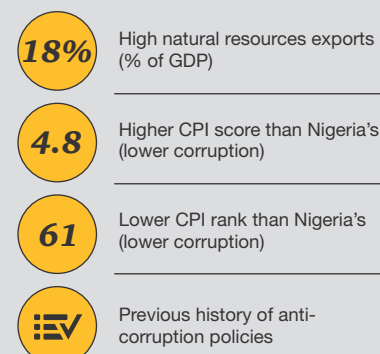 18%
High natural resources exports
(% of GDP)
4.8
Higher CPI score than Nigeria's
(lower corruption)
61
Lower CPI rank than Nigeria's
(lower corruption)
Previous history of anti-
corruption policies